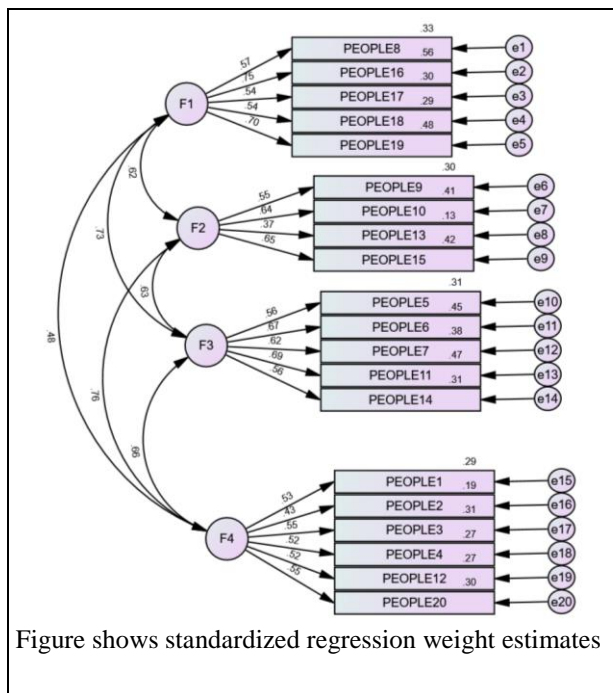 .33
PEOPLE8 .56 e1
.57
PEOPLE16 .30 e2
.75
PEOPLE17 .29 e3
.54
F1
PEOPLE18 .48 e4
.54
PEOPLE19 e5
.70
.30
PEOPLE9 .41 e6
.55
.62
PEOPLE10 .13 e7
.64
F2
PEOPLE13 .42 e8
.37
PEOPLE15 e9
.65
.73
.31
.63
PEOPLE5 .45 e10
.56
PEOPLE6 .38 e11
.67
F3
PEOPLE7 .47 e12
.62
.48
PEOPLE11 .31 e13
.69
PEOPLE14 e14
.56
.76
.66
.29
PEOPLE1 .19 e15
.53
PEOPLE2 .31 e16
.43
PEOPLE3 .27 e17
.55
F4
PEOPLE4 .27 e18
.52
PEOPLE12 .30 e19
.52
PEOPLE20 e20
.55
Figure shows standardized regression weight estimates